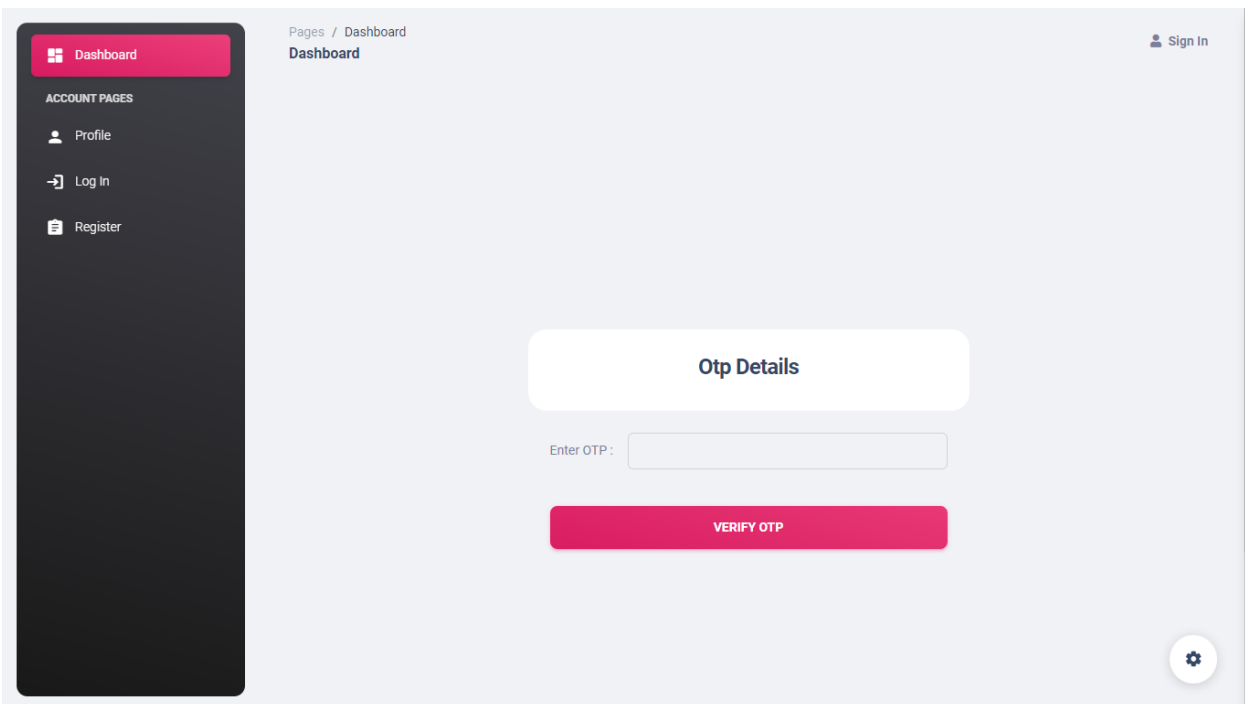 Dashboard
ACCOUNT PAGES
Profile
Log In
Register
Pages / Dashboard
Dashboard
Sign In
Otp Details
Enter OTP :
VERIFY OTP